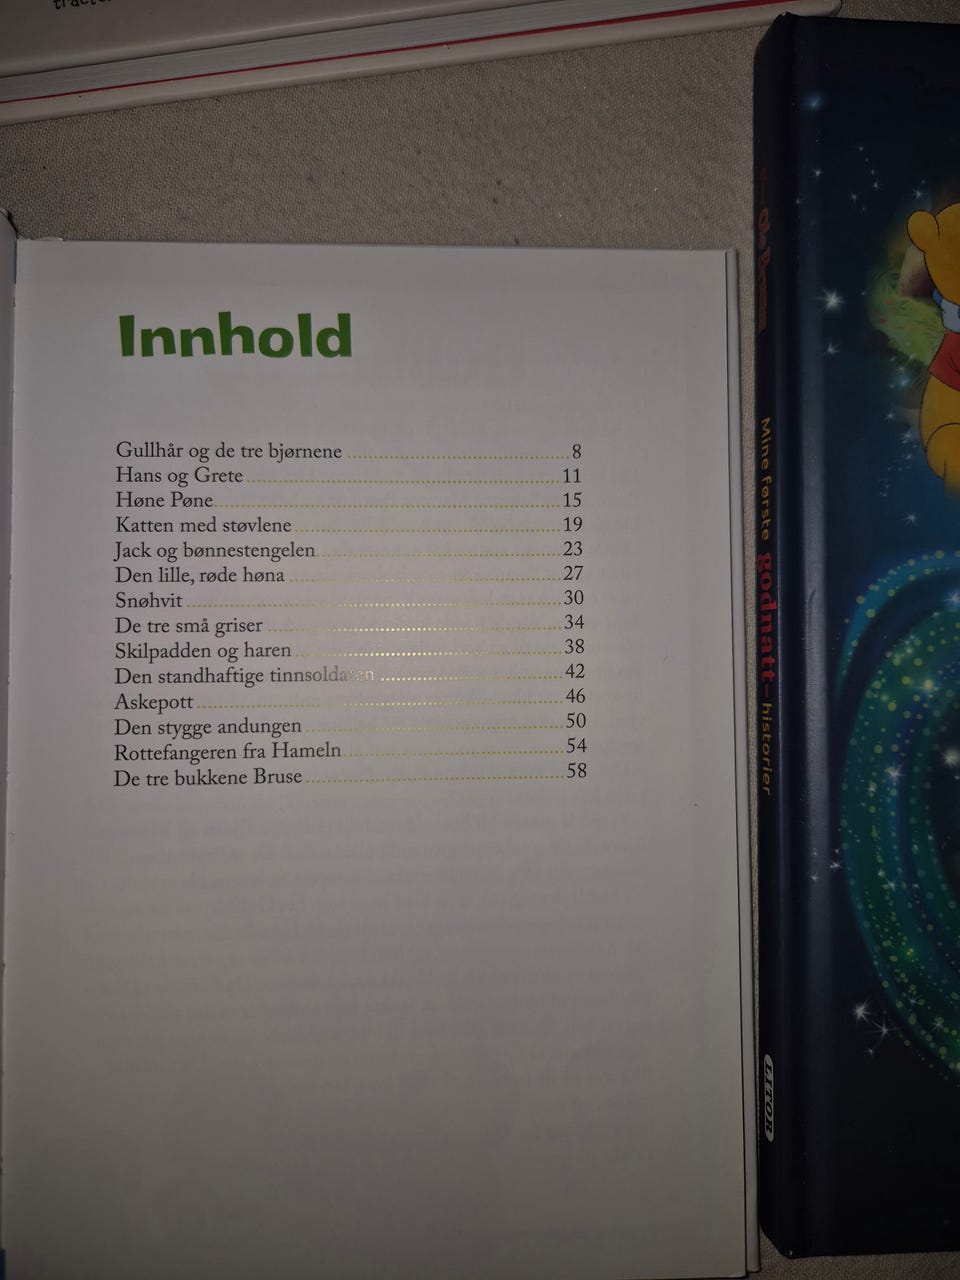 Innhold
Gullhår og de tre bjørnene 8
Hans og Grete 11
Høne Pøne 15
Katten med støvlene 19
Jack og bønnestengelen 23
Den lille, røde høna 27
Snøhvit 30
De tre små griser 34
Skilpadden og haren 38
Den standhaftige tinnsoldaten 42
Askepott 46
Den stygge andungen 50
Rottefangeren fra Hameln 54
De tre bukkene Bruse 58
Ole Brumm
Mine første godnatt-historier
LITOR